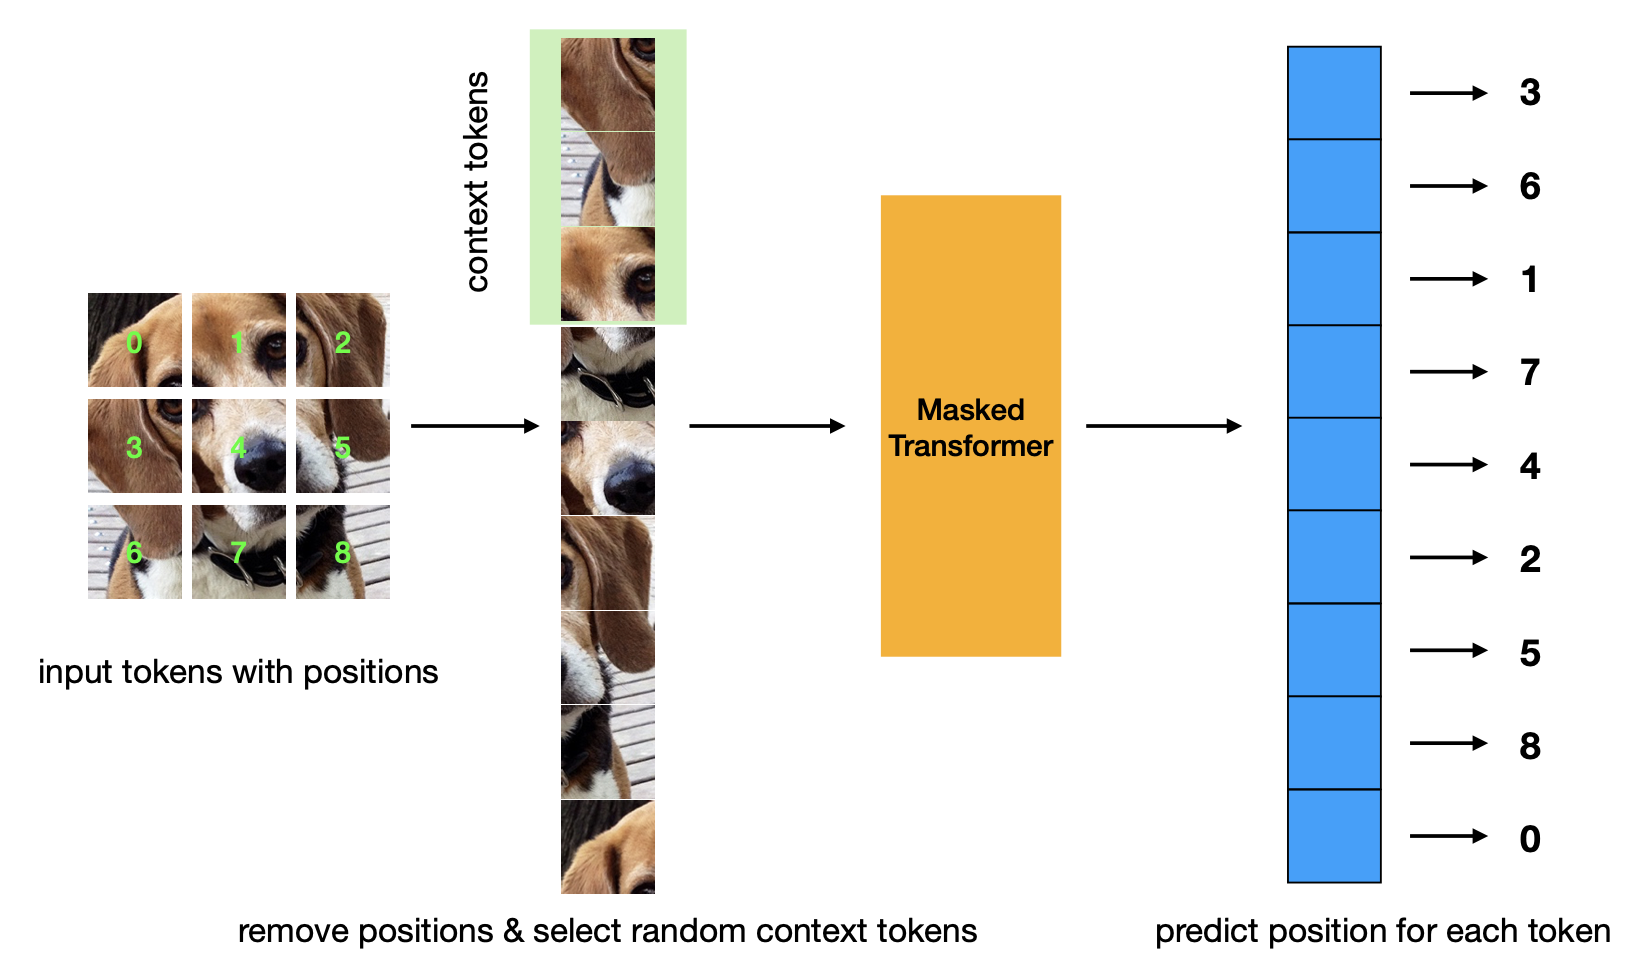 context tokens
0 1 2
3 4 5
6 7 8
input tokens with positions
Masked
Transformer
3
6
1
7
4
2
5
8
0
remove positions & select random context tokens
predict position for each token